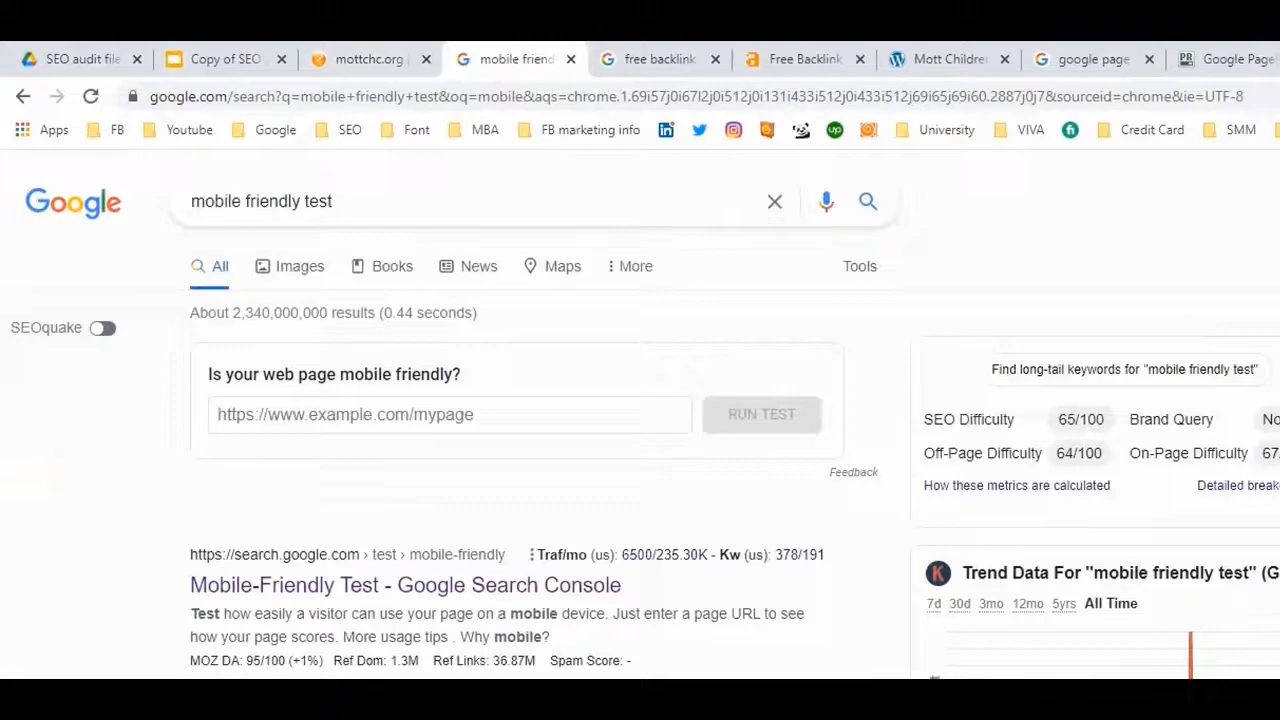 SEO audit file
Copy of SEO
mottchc.org
mobile friend
free backlink
Free Backlink
Mott Childre
google page
Google Page
google.com/search?q=mobile+friendly+test&oq=mobile&aqs=chrome.1.69i57j0i67l2j0i512j0i131i433i512j0i433i512j69i65j69i60.2887j0j7&sourceid=chrome&ie=UTF-8
Apps
FB
Youtube
Google
SEO
Font
MBA
FB marketing info
University
VIVA
Credit Card
SMM
Google
mobile friendly test
All
Images
Books
News
Maps
More
Tools
About 2,340,000,000 results (0.44 seconds)
SEOquake
Is your web page mobile friendly?
https://www.example.com/mypage
RUN TEST
Feedback
Find long-tail keywords for "mobile friendly test"
SEO Difficulty 65/100 Brand Query No
Off-Page Difficulty 64/100 On-Page Difficulty 67
How these metrics are calculated Detailed break
https://search.google.com › test › mobile-friendly
Traf/mo (us): 6500/235.30K - Kw (us): 378/191
Mobile-Friendly Test - Google Search Console
Test how easily a visitor can use your page on a mobile device. Just enter a page URL to see
how your page scores. More usage tips . Why mobile?
MOZ DA: 95/100 (+1%) Ref Dom: 1.3M Ref Links: 36.87M Spam Score: -
Trend Data For "mobile friendly test" (G
7d 30d 3mo 12mo 5yrs All Time